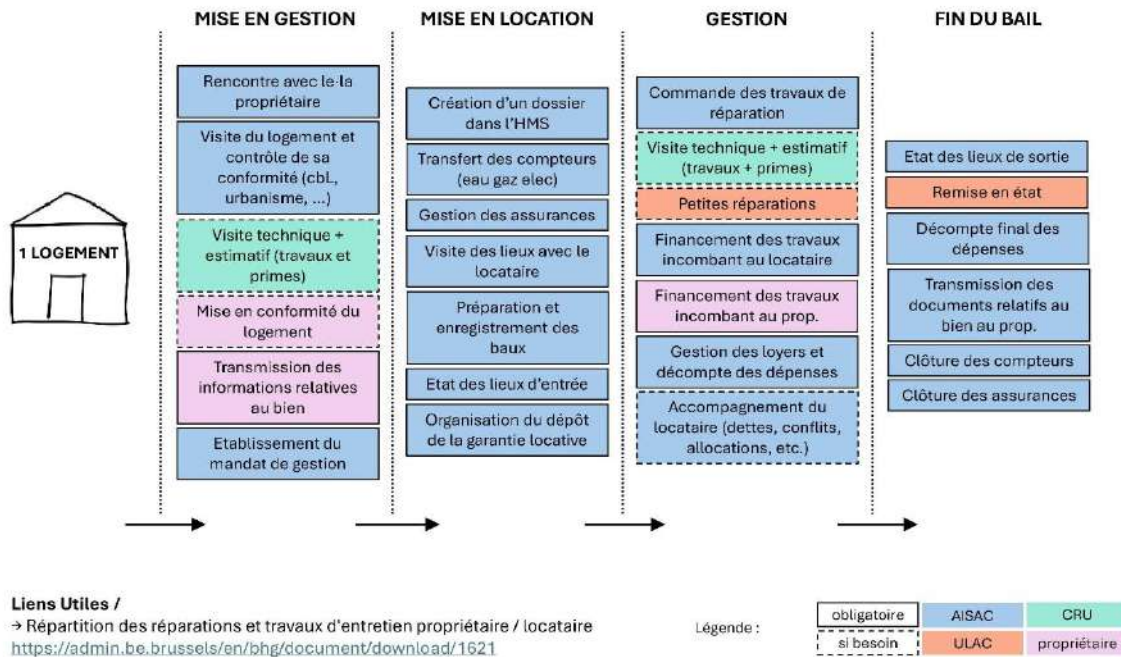 MISE EN GESTION
MISE EN LOCATION
GESTION
FIN DU BAIL
1 LOGEMENT
Rencontre avec le·la
propriétaire
Visite du logement et
contrôle de sa
conformité (cbl.,
urbanisme, ...)
Visite technique +
estimatif (travaux et
primes)
Mise en conformité du
logement
Transmission des
informations relatives
au bien
Etablissement du
mandat de gestion
Création d'un dossier
dans l'HMS
Transfert des compteurs
(eau gaz elec)
Gestion des assurances
Visite des lieux avec le
locataire
Préparation et
enregistrement des
baux
Etat des lieux d'entrée
Organisation du dépôt
de la garantie locative
Commande des travaux de
réparation
Visite technique + estimatif
(travaux + primes)
Petites réparations
Financement des travaux
incombant au locataire
Financement des travaux
incombant au prop.
Gestion des loyers et
décompte des dépenses
Accompagnement du
locataire (dettes, conflits,
allocations, etc.)
Etat des lieux de sortie
Remise en état
Décompte final des
dépenses
Transmission des
documents relatifs au
bien au prop.
Clôture des compteurs
Clôture des assurances
Liens Utiles /
→ Répartition des réparations et travaux d'entretien propriétaire / locataire
https://admin.be.brussels/en/bhg/document/download/1621
Légende :
obligatoire
AISAC
CRU
si besoin
ULAC
propriétaire